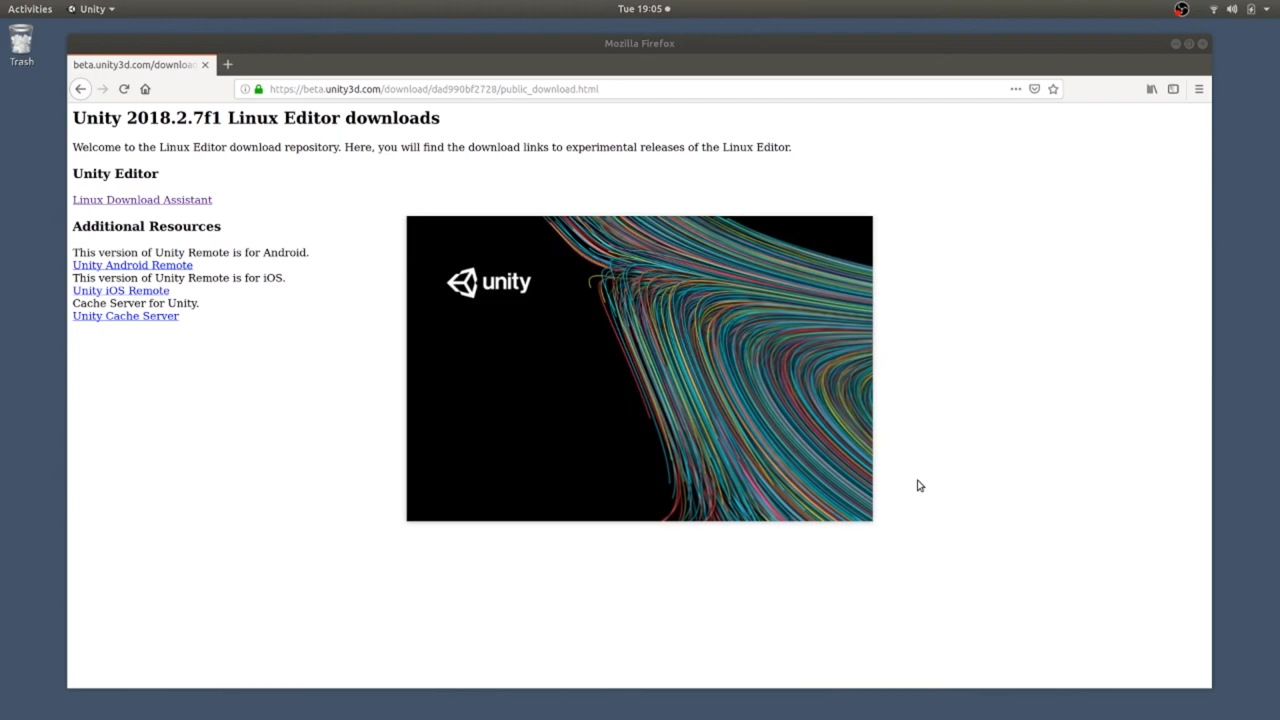 Activities Unity Tue 19:05
Trash
Mozilla Firefox
beta.unity3d.com/downloa
https://beta.unity3d.com/download/dad990bf2728/public_download.html
Unity 2018.2.7f1 Linux Editor downloads
Welcome to the Linux Editor download repository. Here, you will find the download links to experimental releases of the Linux Editor.
Unity Editor
Linux Download Assistant
Additional Resources
This version of Unity Remote is for Android.
Unity Android Remote
This version of Unity Remote is for iOS.
Unity iOS Remote
Cache Server for Unity.
Unity Cache Server
unity